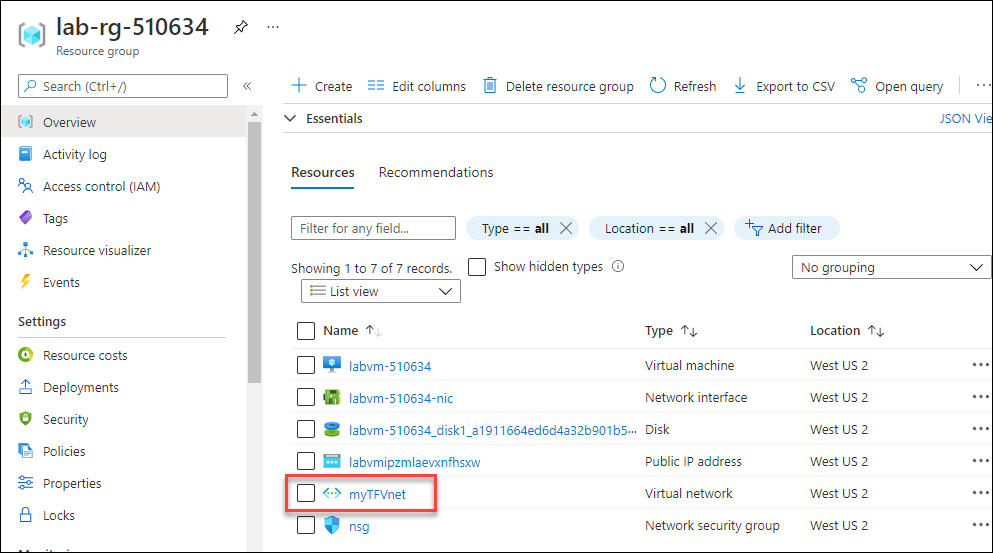 lab-rg-510634
Resource group
Search (Ctrl+/)
Overview
Activity log
Access control (IAM)
Tags
Resource visualizer
Events
Settings
Resource costs
Deployments
Security
Policies
Properties
Locks
Create Edit columns Delete resource group Refresh Export to CSV Open query
Essentials JSON Vie
Resources Recommendations
Filter for any field... Type == all Location == all Add filter
Showing 1 to 7 of 7 records. Show hidden types No grouping
List view
Name Type Location
labvm-510634 Virtual machine West US 2
labvm-510634-nic Network interface West US 2
labvm-510634_disk1_a1911664ed6d4a32b901b5... Disk West US 2
labvmipzmlaevxnfhsxw Public IP address West US 2
myTFVnet Virtual network West US 2
nsg Network security group West US 2